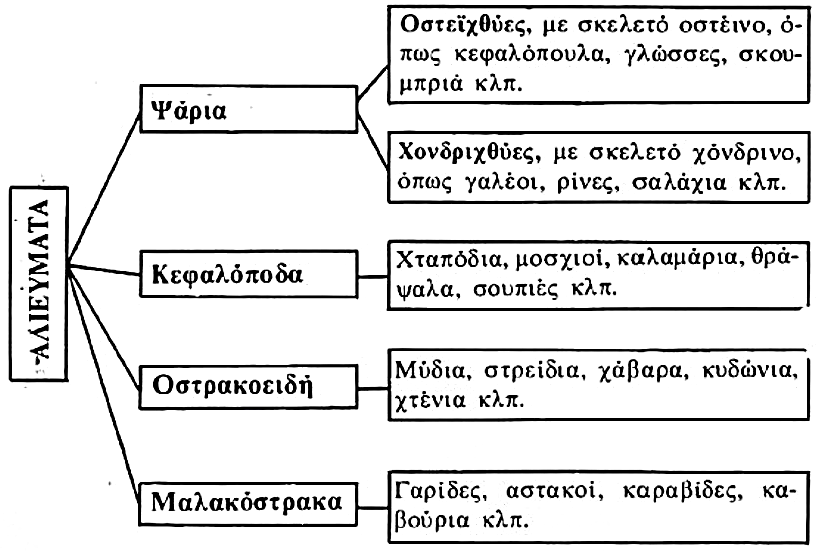 Οστεϊχθύες, με σκελετό οστέινο, ό-
πως κεφαλόπουλα, γλώσσες, σκου-
μπριά κλπ.
Ψάρια
Χονδριχθύες, με σκελετό χόνδρινο,
όπως γαλέοι, ρίνες, σαλάχια κλπ.
ΑΛΙΕΥΜΑΤΑ
Κεφαλόποδα
Χταπόδια, μοσχιοί, καλαμάρια, θρά-
ψαλα, σουπιές κλπ.
Οστρακοειδή
Μύδια, στρείδια, χάβαρα, κυδώνια,
χτένια κλπ.
Μαλακόστρακα
Γαρίδες, αστακοί, καραβίδες, κα-
βούρια κλπ.